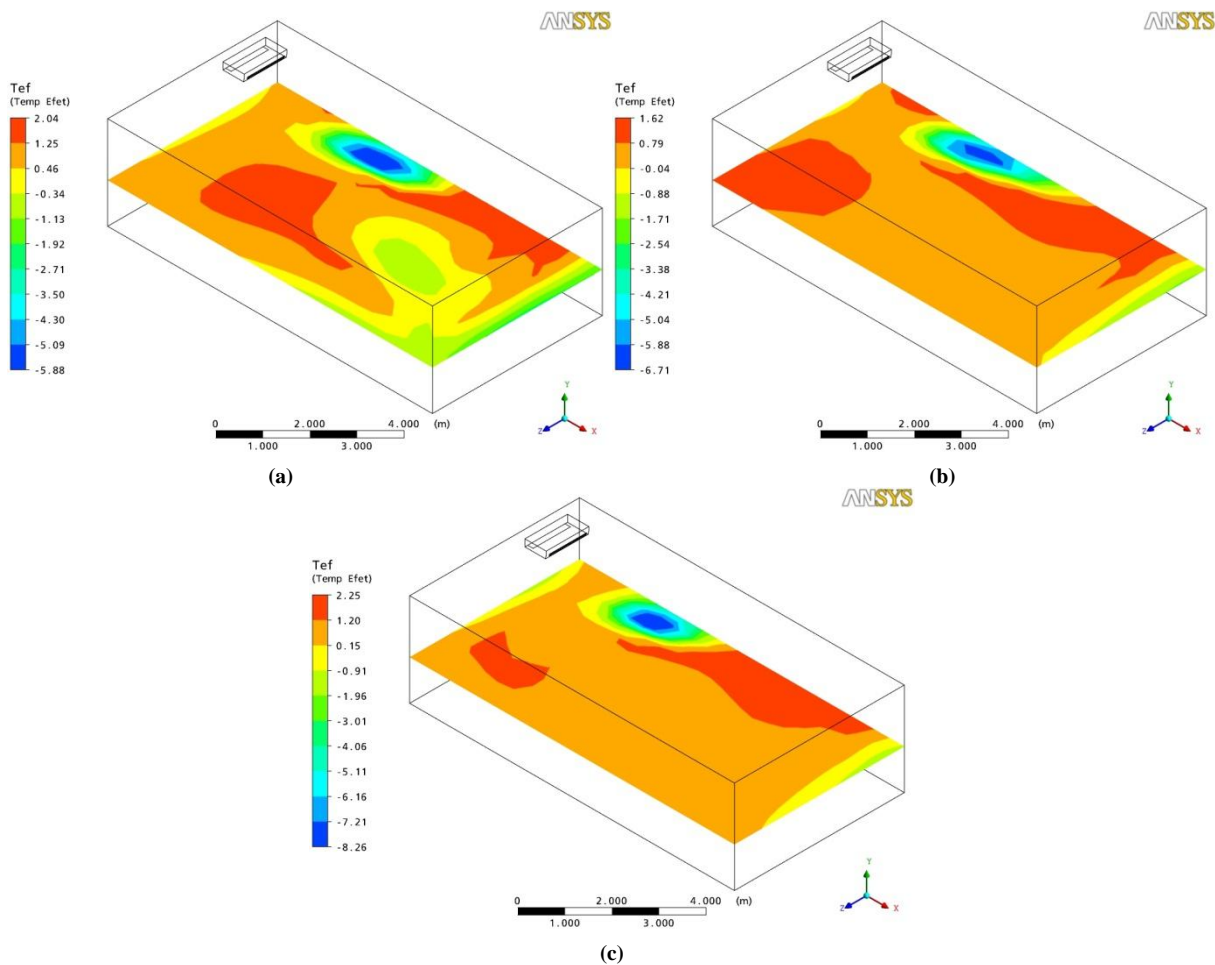 ANSYS
Tef
(Temp Efet)
2.04
1.25
0.46
-0.34
-1.13
-1.92
-2.71
-3.50
-4.30
-5.09
-5.88
0 2.000 4.000 (m)
1.000 3.000
Y
Z X
(a)
ANSYS
Tef
(Temp Efet)
1.62
0.79
-0.04
-0.88
-1.71
-2.54
-3.38
-4.21
-5.04
-5.88
-6.71
0 2.000 4.000 (m)
1.000 3.000
Y
Z X
(b)
ANSYS
Tef
(Temp Efet)
2.25
1.20
0.15
-0.91
-1.96
-3.01
-4.06
-5.11
-6.16
-7.21
-8.26
0 2.000 4.000 (m)
1.000 3.000
Y
Z X
(c)